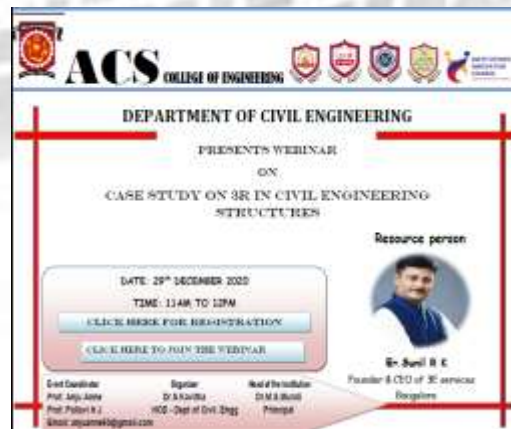 ACS COLLEGE OF ENGINEERING
DEPARTMENT OF CIVIL ENGINEERING
PRESENTS WEBINAR
ON
CASE STUDY ON 3R IN CIVIL ENGINEERING
STRUCTURES
Resource person
DATE: 29TH DECEMBER 2020
TIME: 11AM TO 12PM
CLICK HERE FOR REGISTRATION
CLICK HERE TO JOIN THE WEBINAR
Er. Sunil R K
Founder & CEO of 3E services
Bangalore
Event Coordinator
Prof. Anju Anna
Prof. Pallavi H J
Organizer
HOD - Dept of Civil. Engg
Head of the Institution
Principal